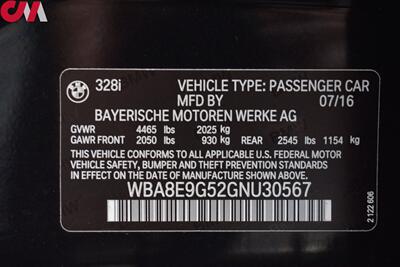 CM
328i VEHICLE TYPE: PASSENGER CAR
MFD BY 07/16
BAYERISCHE MOTOREN WERKE AG
GVWR 4465 lbs 2025 kg
GAWR FRONT 2050 lbs 930 kg REAR 2545 lbs 1154 kg
THIS VEHICLE CONFORMS TO ALL APPLICABLE FEDERAL MOTOR
VEHICLE SAFETY, BUMPER, AND THEFT PREVENTION STANDARDS
IN EFFECT ON THE DATE OF MANUFACTURE SHOWN ABOVE.
WBA8E9G52GNU30567
2 122 606